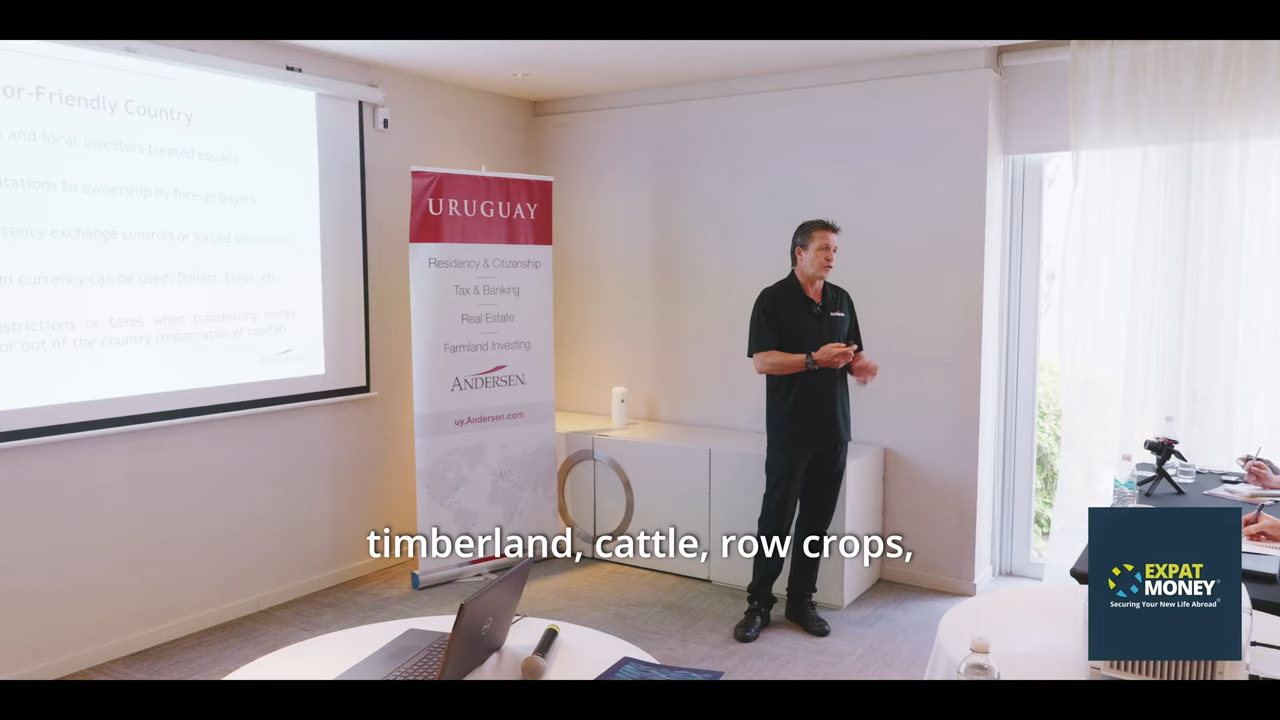 or-Friendly Country
and local investors treated equally
itations to ownership by foreign buyers
rrency exchange controls or forced conversion
gn currency can be used: Dollars, Euros, etc.
estrictions or taxes when transferring money
or out of the country (repatriation of capital)
URUGUAY
Residency & Citizenship
Tax & Banking
Real Estate
Farmland Investing
ANDERSEN
uy.Andersen.com
timberland, cattle, row crops,
EXPAT
MONEY®
Securing Your New Life Abroad®